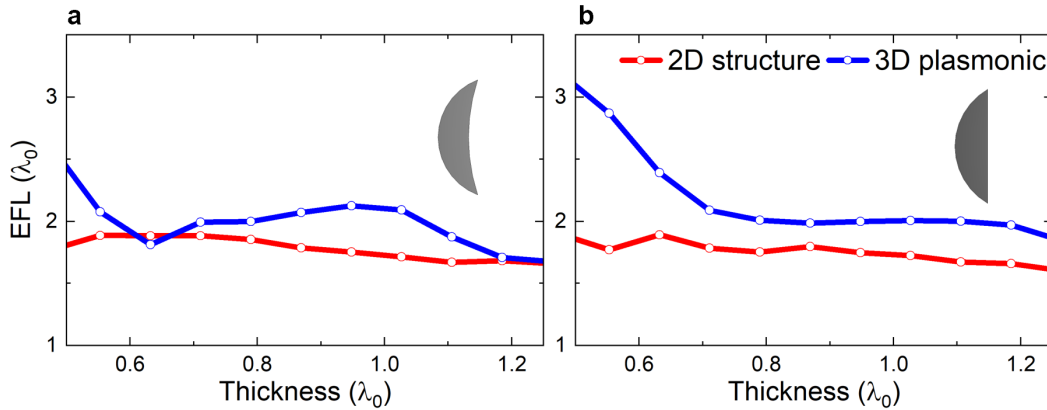 a
b
2D structure
3D plasmonic
EFL (λ₀)
3
2
1
0.6
0.8
1.0
1.2
Thickness (λ₀)
3
2
1
0.6
0.8
1.0
1.2
Thickness (λ₀)